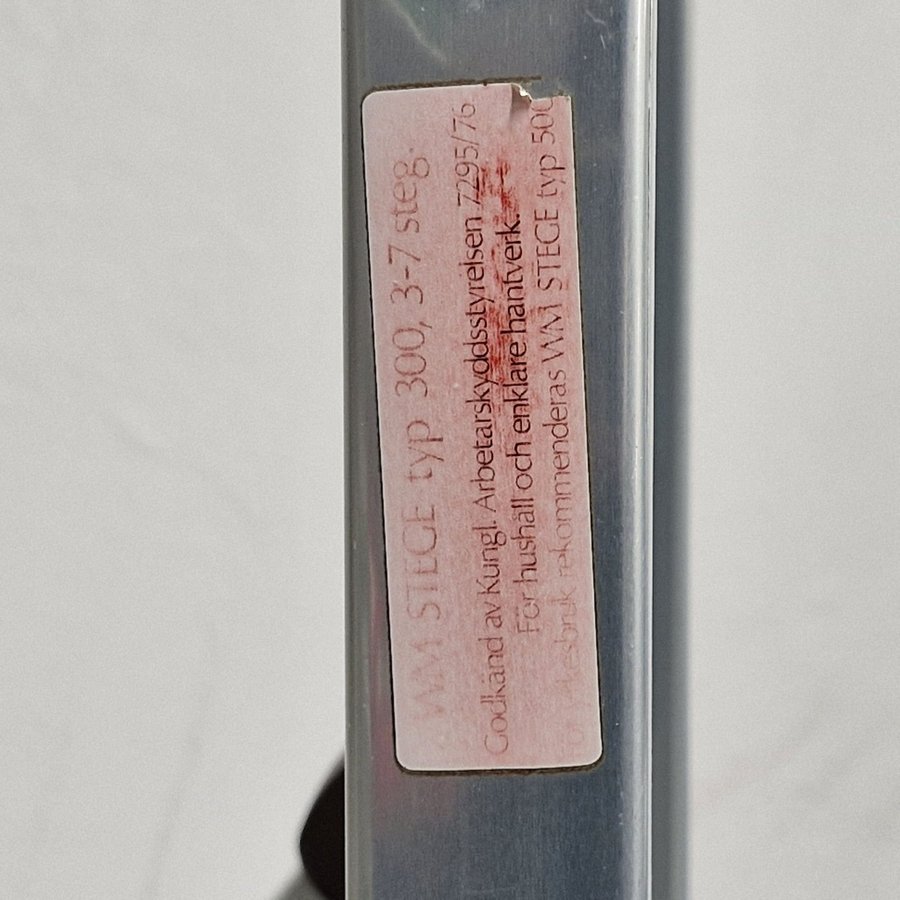 WM STEGE typ 300, 3-7 steg.
Godkänd av Kungl. Arbetarskyddsstyrelsen 7295/76
För hushåll och enklare hantverk.
rekommenderas WM STEGE typ 500